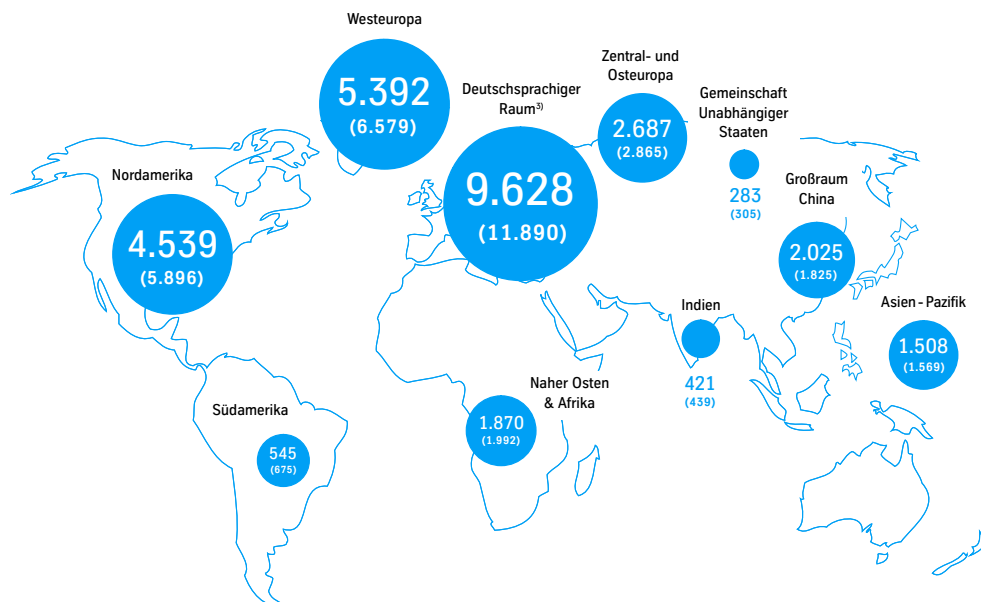 Westeuropa
5.392
(6.579)
Deutschsprachiger
Raum3)
9.628
(11.890)
Zentral- und
Osteuropa
2.687
(2.865)
Gemeinschaft
Unabhängiger
Staaten
283
(305)
Nordamerika
4.539
(5.896)
Großraum
China
2.025
(1.825)
Indien
421
(439)
Asien - Pazifik
1.508
(1.569)
Naher Osten
& Afrika
1.870
(1.992)
Südamerika
545
(675)